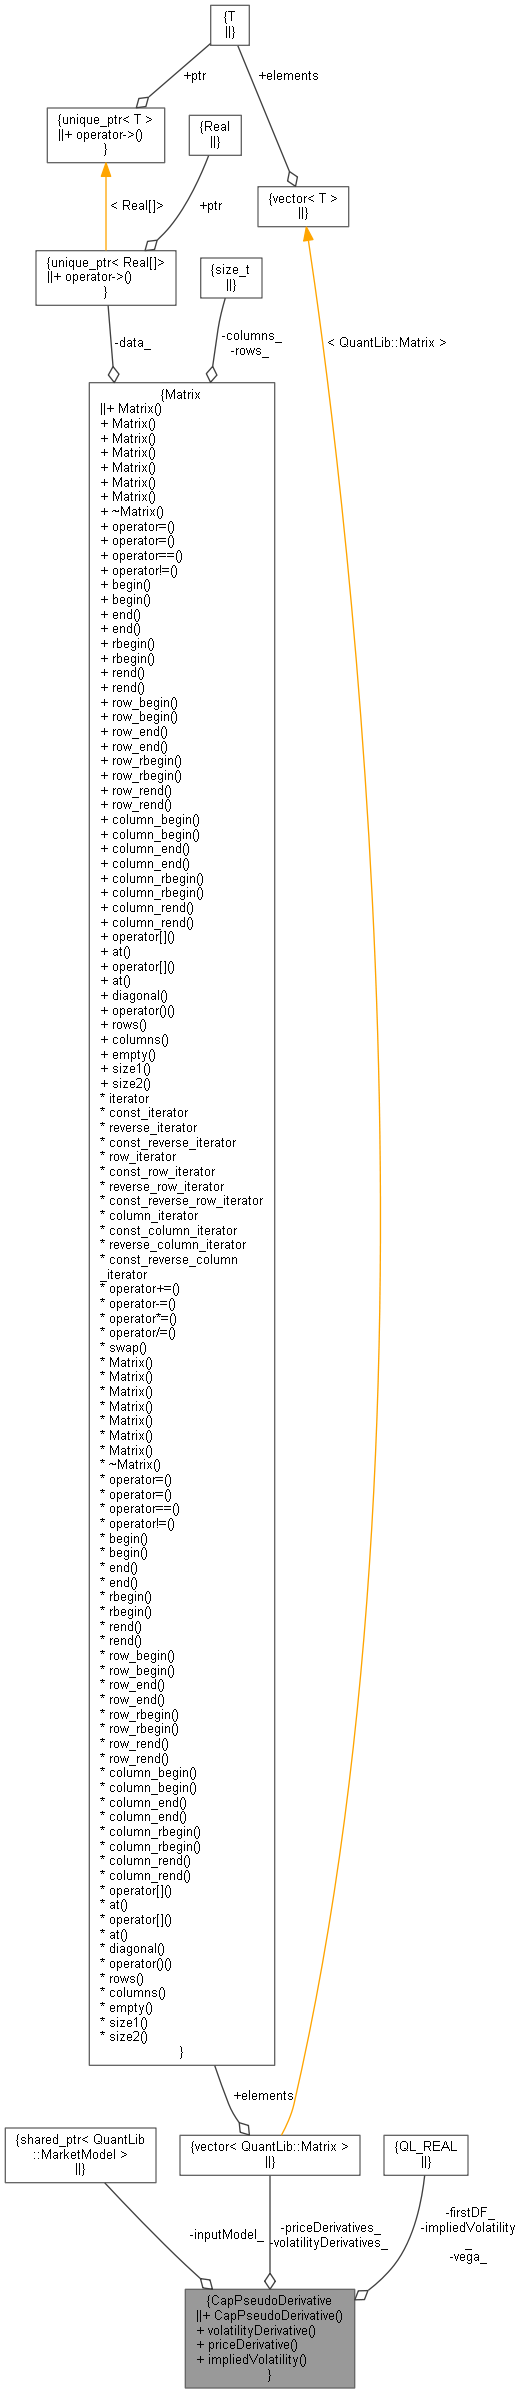 {T
||}
+ptr
+elements
{unique_ptr< T >
||+ operator->()
}
{Real
||}
{vector< T >
||}
< Real[]>
+ptr
{unique_ptr< Real[]>
||+ operator->()
}
{size_t
||}
-data_
-columns_
-rows_
< QuantLib::Matrix >
{Matrix
||+ Matrix()
+ Matrix()
+ Matrix()
+ Matrix()
+ Matrix()
+ Matrix()
+ Matrix()
+ ~Matrix()
+ operator=()
+ operator=()
+ operator==()
+ operator!=()
+ begin()
+ begin()
+ end()
+ end()
+ rbegin()
+ rbegin()
+ rend()
+ rend()
+ row_begin()
+ row_begin()
+ row_end()
+ row_end()
+ row_rbegin()
+ row_rbegin()
+ row_rend()
+ row_rend()
+ column_begin()
+ column_begin()
+ column_end()
+ column_end()
+ column_rbegin()
+ column_rbegin()
+ column_rend()
+ column_rend()
+ operator[]()
+ at()
+ operator[]()
+ at()
+ diagonal()
+ operator()()
+ rows()
+ columns()
+ empty()
+ size1()
+ size2()
* iterator
* const_iterator
* reverse_iterator
* const_reverse_iterator
* row_iterator
* const_row_iterator
* reverse_row_iterator
* const_reverse_row_iterator
* column_iterator
* const_column_iterator
* reverse_column_iterator
* const_reverse_column
_iterator
* operator+=()
* operator-=()
* operator*=()
* operator/=()
* swap()
* Matrix()
* Matrix()
* Matrix()
* Matrix()
* Matrix()
* Matrix()
* Matrix()
* ~Matrix()
* operator=()
* operator=()
* operator==()
* operator!=()
* begin()
* begin()
* end()
* end()
* rbegin()
* rbegin()
* rend()
* rend()
* row_begin()
* row_begin()
* row_end()
* row_end()
* row_rbegin()
* row_rbegin()
* row_rend()
* row_rend()
* column_begin()
* column_begin()
* column_end()
* column_end()
* column_rbegin()
* column_rbegin()
* column_rend()
* column_rend()
* operator[]()
* at()
* operator[]()
* at()
* diagonal()
* operator()()
* rows()
* columns()
* empty()
* size1()
* size2()
}
+elements
{shared_ptr< QuantLib
::MarketModel >
||}
{vector< QuantLib::Matrix >
||}
{QL_REAL
||}
-inputModel_
-priceDerivatives_
-volatilityDerivatives_
-firstDF_
-impliedVolatility
_
-vega_
{CapPseudoDerivative
||+ CapPseudoDerivative()
+ volatilityDerivative()
+ priceDerivative()
+ impliedVolatility()
}